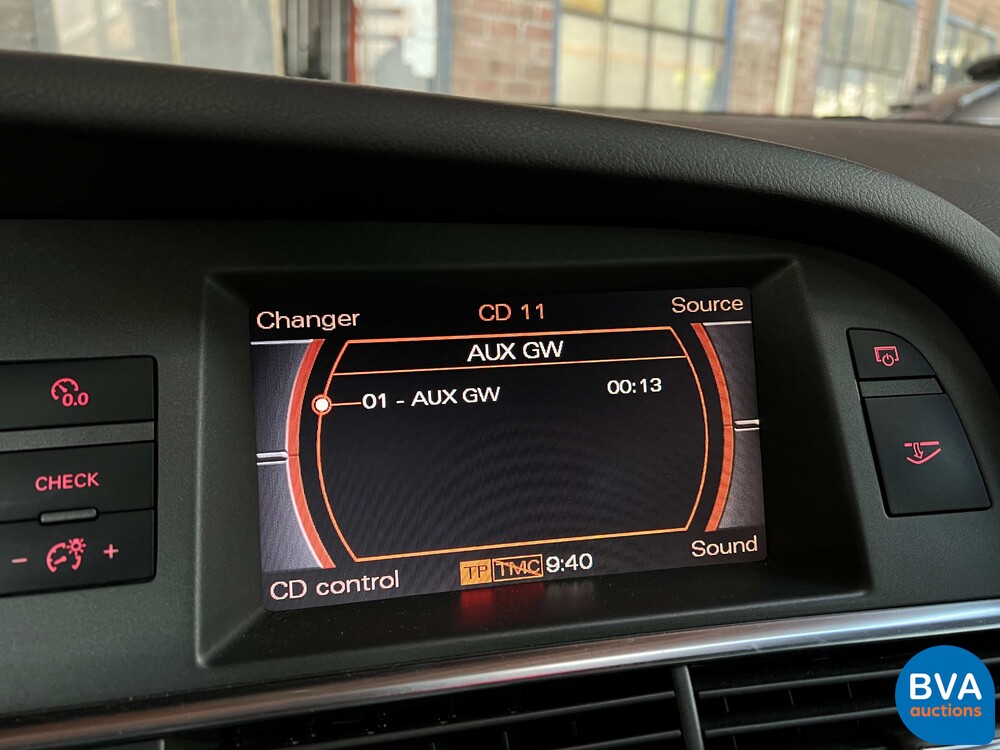 Changer CD 11 Source
AUX GW
01 - AUX GW 00:13
0.0
CHECK
- +
CD control TP TMC 9:40 Sound
BVA
auctions